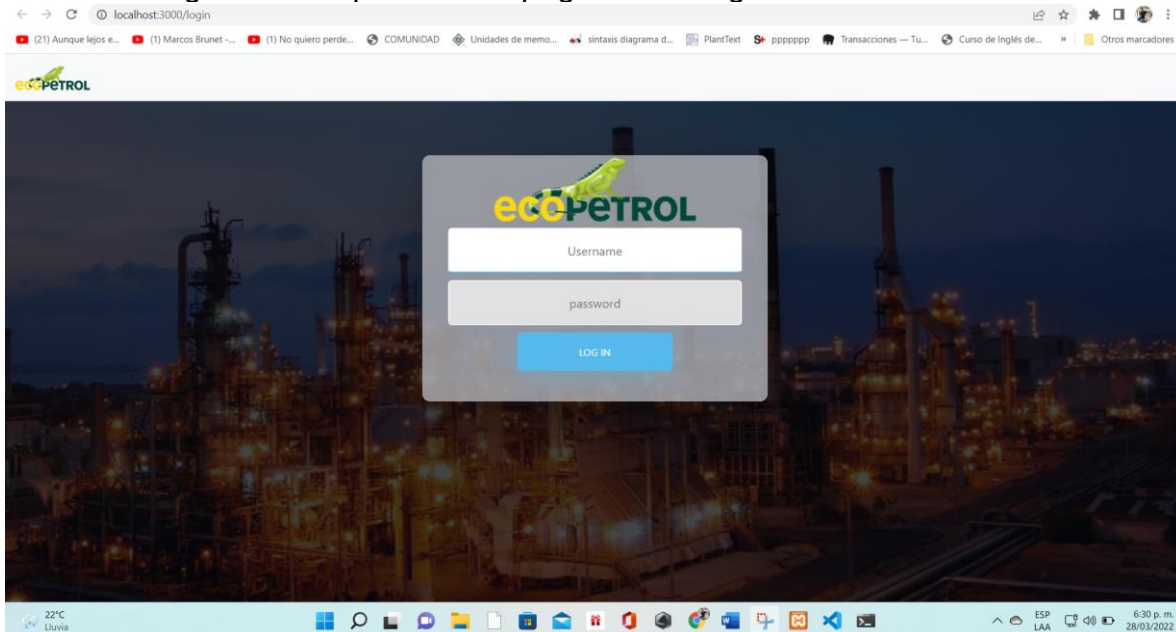 localhost:3000/login
(21) Aunque lejos e... (1) Marcos Brunet -... (1) No quiero perde... COMUNIDAD Unidades de memo... sintaxis diagrama d... PlantText S+ ppppppp Transacciones — Tu... Curso de Inglés de... » Otros marcadores
ecoPETROL
ecoPETROL
Username
password
LOG IN
22°C
Lluvia
ESP
LAA
6:30 p. m.
28/03/2022